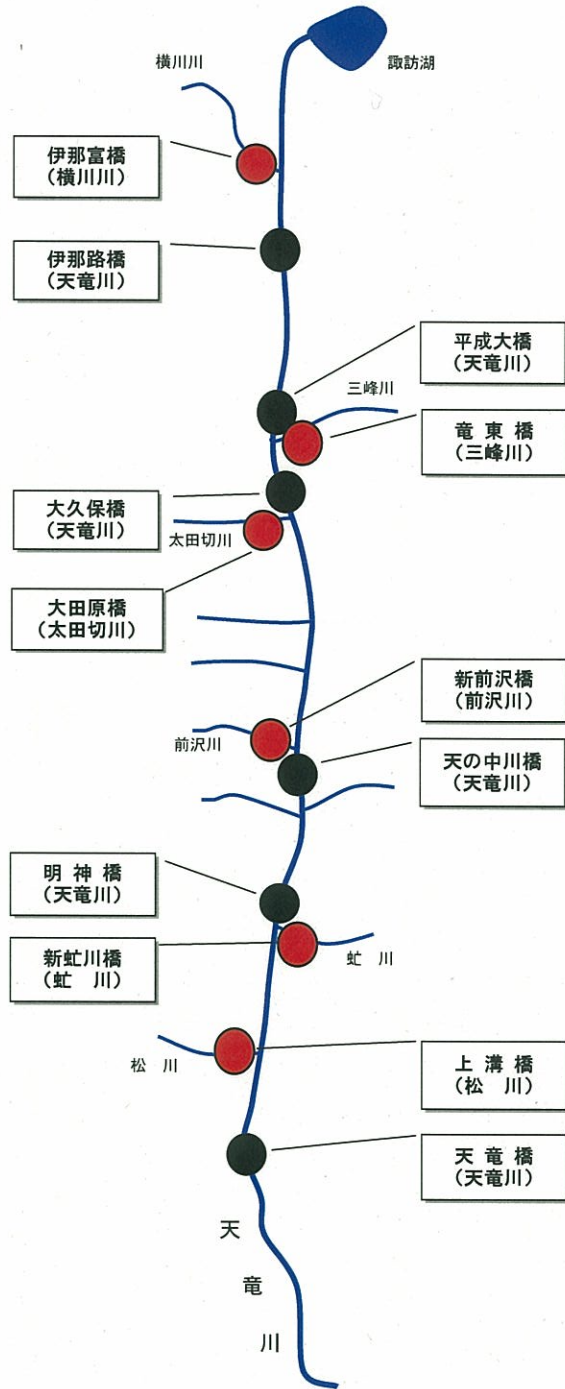 諏訪湖
横川川
伊那富橋
(横川川)
伊那路橋
(天竜川)
平成大橋
(天竜川)
三峰川
竜 東 橋
(三峰川)
大久保橋
(天竜川)
太田切川
大田原橋
(太田切川)
新前沢橋
(前沢川)
前沢川
天の中川橋
(天竜川)
明 神 橋
(天竜川)
新虻川橋
(虻 川)
虻 川
松 川
上 溝 橋
(松 川)
天 竜 橋
(天竜川)
天
竜
川